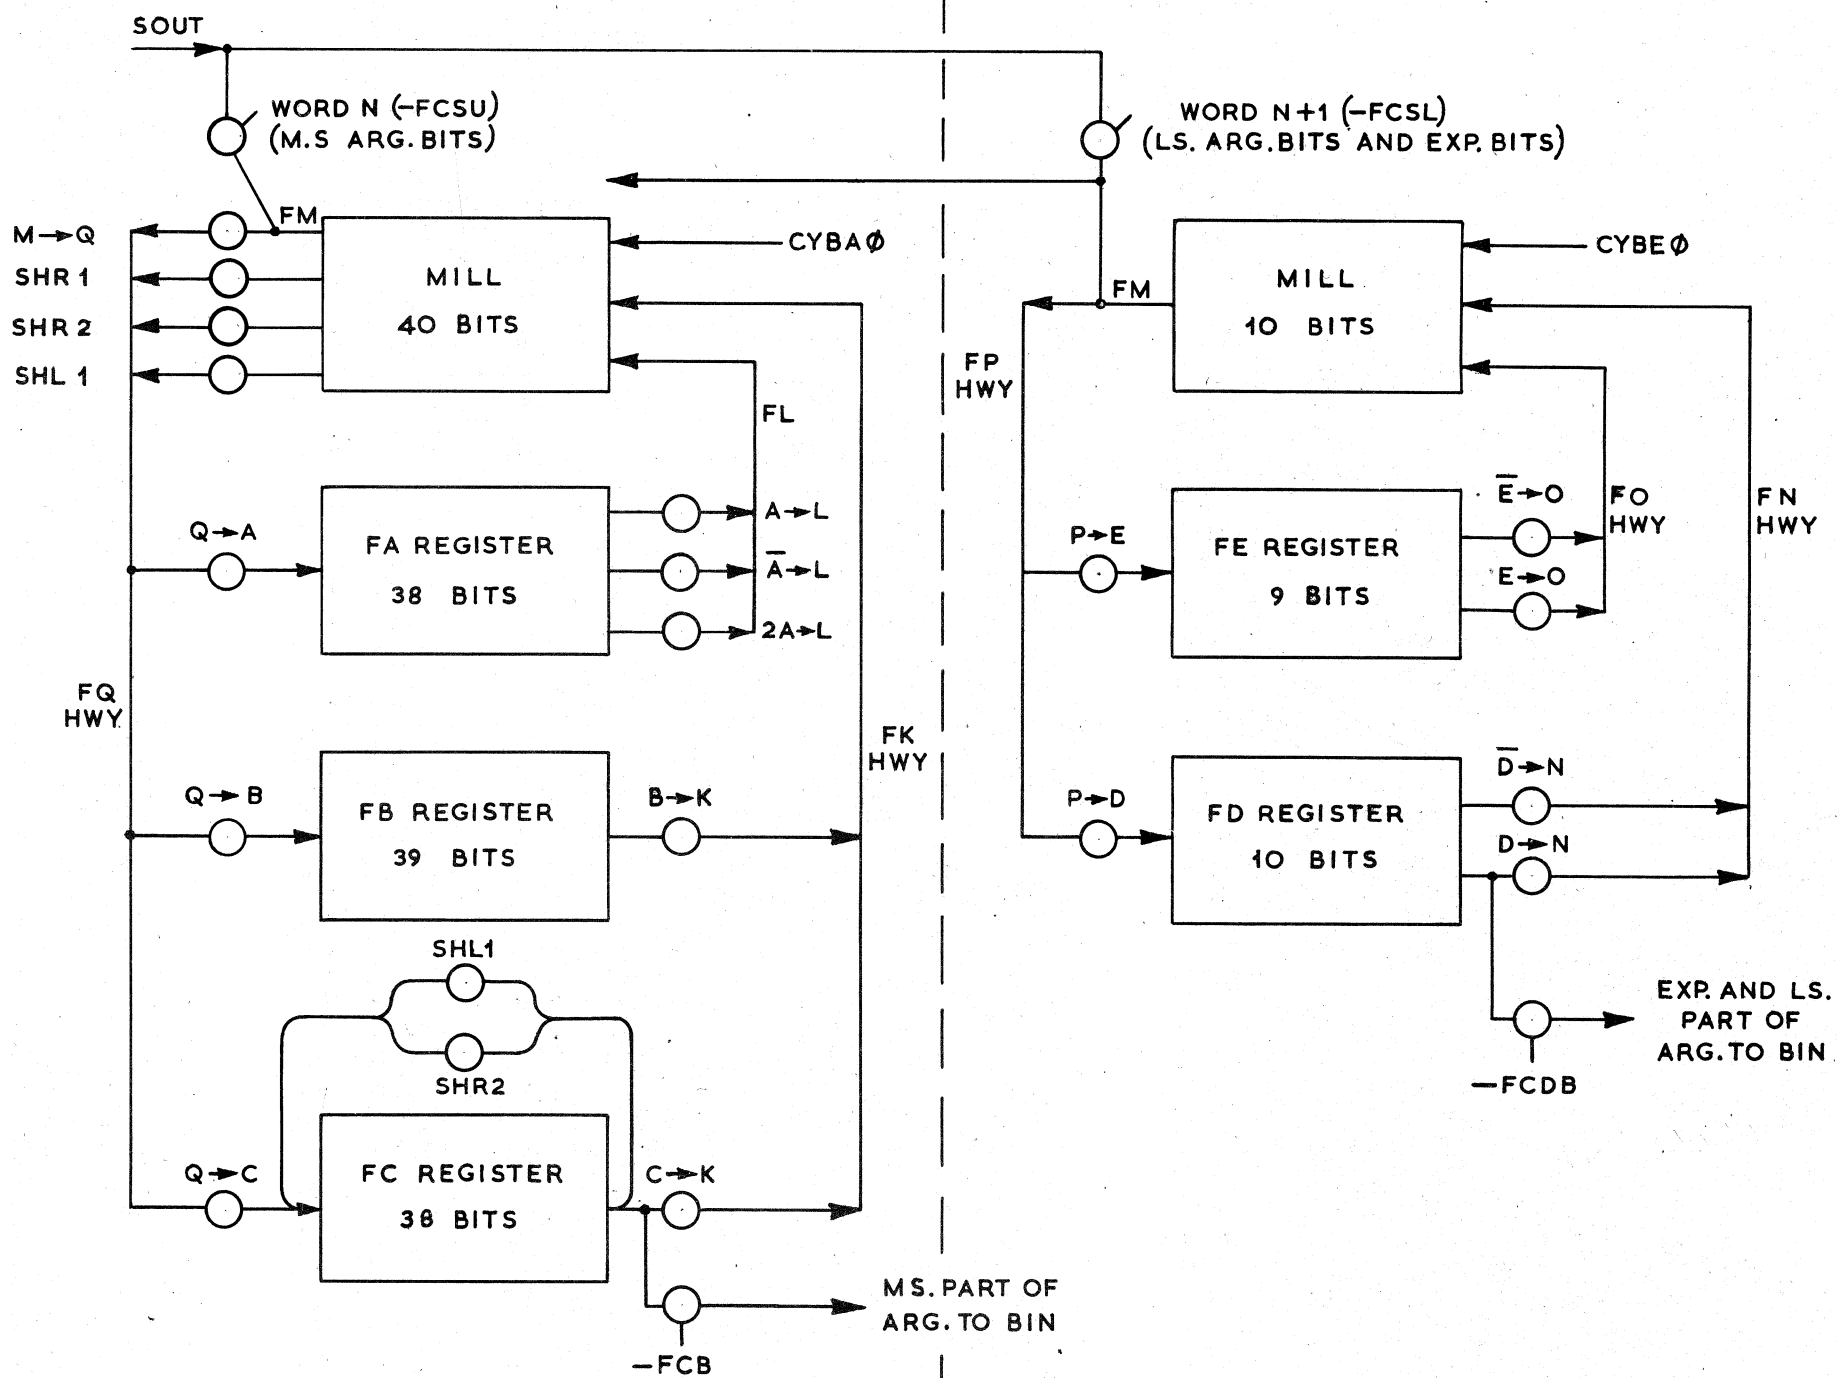 SOUT
WORD N (-FCSU)
(M.S ARG. BITS)
WORD N+1 (-FCSL)
(LS. ARG. BITS AND EXP. BITS)
M→Q
SHR 1
SHR 2
SHL 1
FM
MILL
40 BITS
CYBAØ
FL
FM
MILL
10 BITS
CYBEØ
FP
HWY
Q→A
FA REGISTER
38 BITS
A→L
A̅→L
2A→L
P→E
FE REGISTER
9 BITS
E̅→O
E→O
FO
HWY
FN
HWY
FQ
HWY
FK
HWY
Q→B
FB REGISTER
39 BITS
B→K
P→D
FD REGISTER
10 BITS
D̅→N
D→N
SHL1
SHR2
EXP. AND LS.
PART OF
ARG. TO BIN
—FCDB
Q→C
FC REGISTER
38 BITS
C→K
MS. PART OF
ARG. TO BIN
—FCB